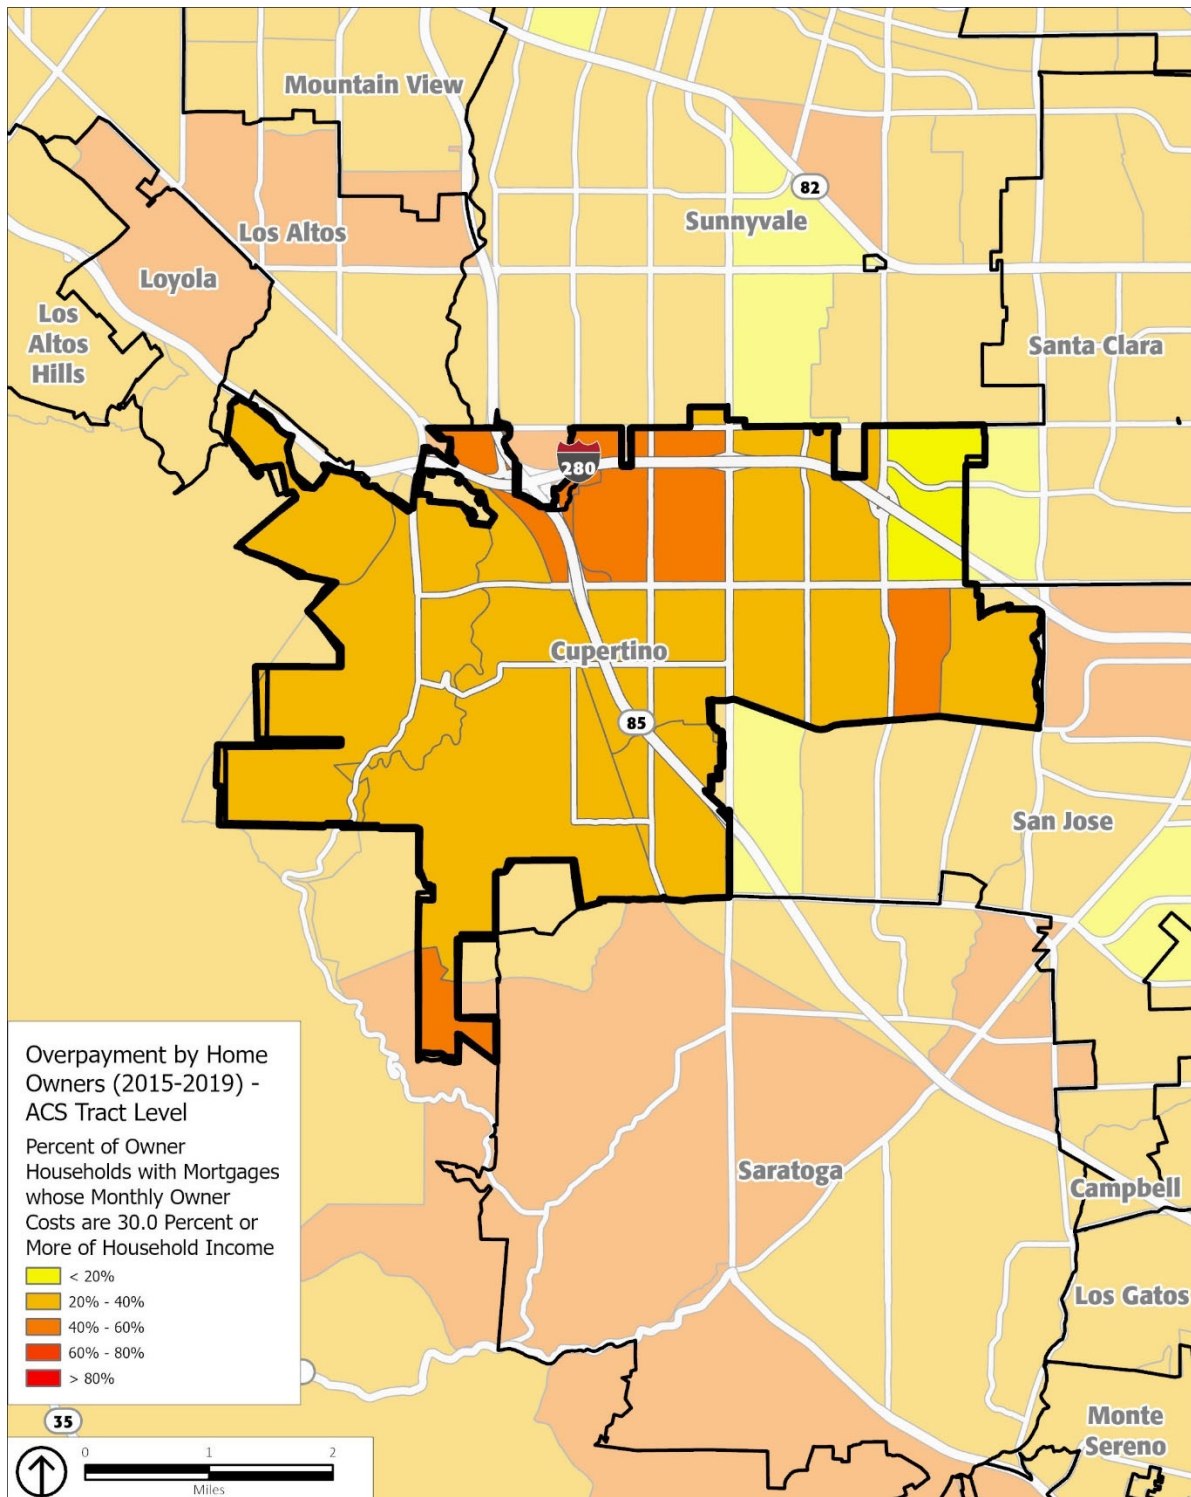 Mountain View
82
Sunnyvale
Los Altos
Loyola
Los
Altos
Hills
Santa Clara
280
Cupertino
85
San Jose
Overpayment by Home
Owners (2015-2019) -
ACS Tract Level
Percent of Owner
Households with Mortgages
whose Monthly Owner
Costs are 30.0 Percent or
More of Household Income
< 20%
20% - 40%
40% - 60%
60% - 80%
> 80%
Saratoga
Campbell
Los Gatos
Monte
Sereno
35
0 1 2
Miles